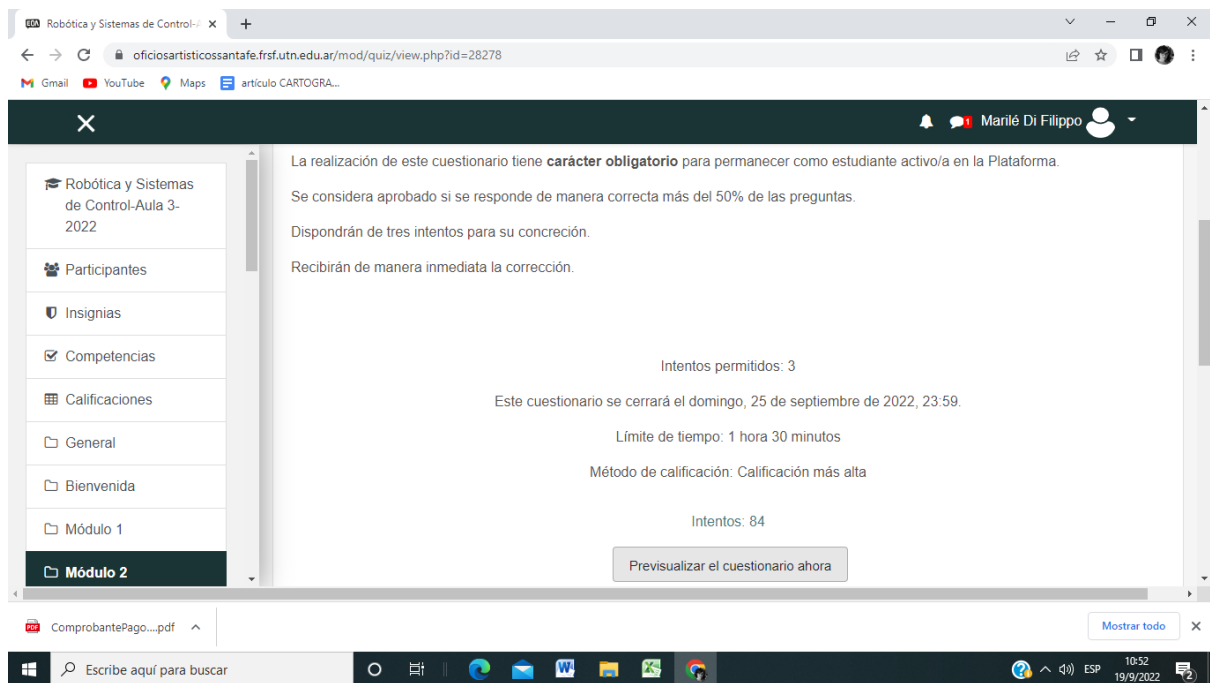 Robótica y Sistemas de Control-A
oficiosartisticossantafe.frsf.utn.edu.ar/mod/quiz/view.php?id=28278
Gmail YouTube Maps artículo CARTOGRA...
1 Marilé Di Filippo
Robótica y Sistemas
de Control-Aula 3-
2022
Participantes
Insignias
Competencias
Calificaciones
General
Bienvenida
Módulo 1
Módulo 2
La realización de este cuestionario tiene carácter obligatorio para permanecer como estudiante activo/a en la Plataforma.
Se considera aprobado si se responde de manera correcta más del 50% de las preguntas.
Dispondrán de tres intentos para su concreción.
Recibirán de manera inmediata la corrección.
Intentos permitidos: 3
Este cuestionario se cerrará el domingo, 25 de septiembre de 2022, 23:59.
Límite de tiempo: 1 hora 30 minutos
Método de calificación: Calificación más alta
Intentos: 84
Previsualizar el cuestionario ahora
PDF ComprobantePago....pdf
Mostrar todo
Escribe aquí para buscar
ESP
10:52
19/9/2022
2